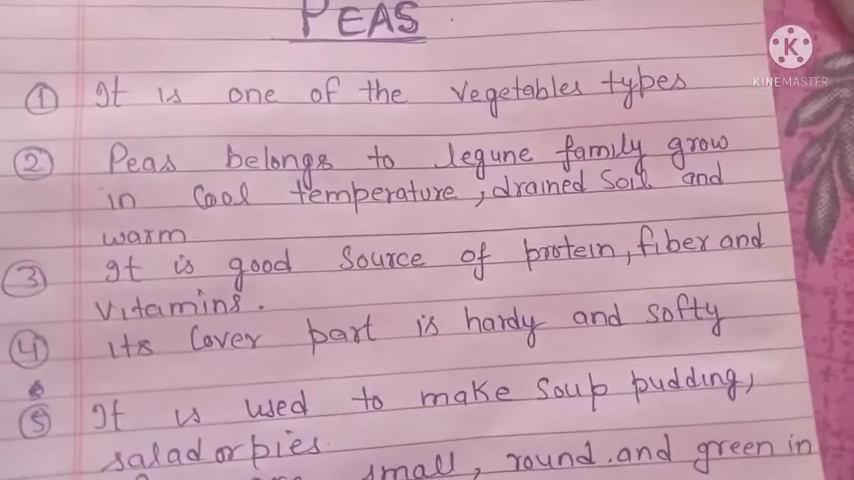 PEAS
K
KINEMASTER
① It is one of the vegetables types
② Peas belongs to legune family grow
in cool temperature, drained soil and
warm
③ It is good source of protein, fiber and
vitamins.
④ its cover part is hardy and softy
⑤ It is used to make soup pudding,
salad or pies.
small, round. and green in